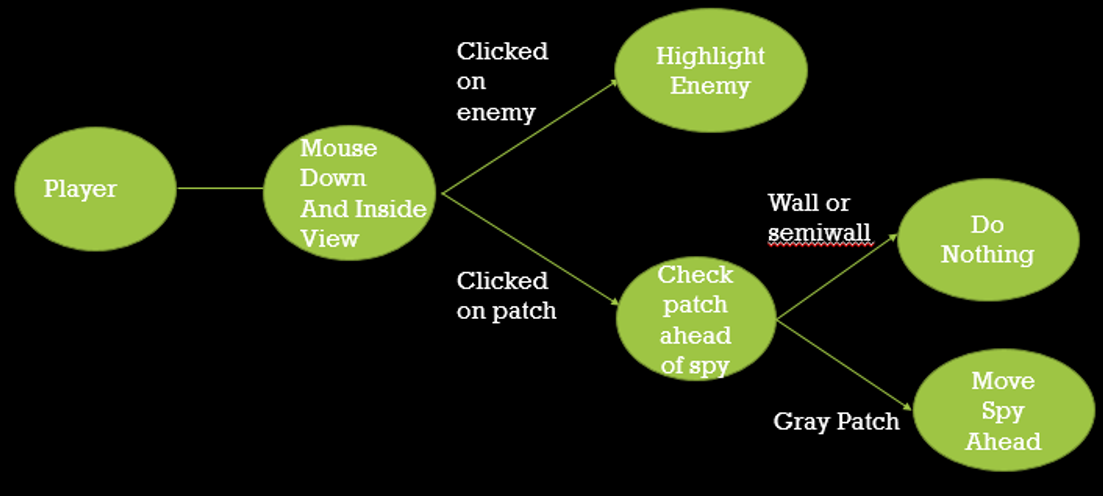 Player
Mouse
Down
And Inside
View
Clicked
on
enemy
Highlight
Enemy
Clicked
on patch
Check
patch
ahead
of spy
Wall or
semiwall
Do
Nothing
Gray Patch
Move
Spy
Ahead